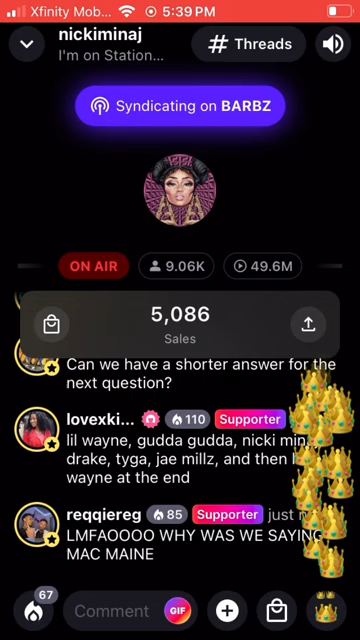 Xfinity Mob... 5:39 PM
nickiminaj
I'm on Station...
# Threads
Syndicating on BARBZ
ON AIR 9.06K 49.6M
5,086
Sales
Can we have a shorter answer for the
next question?
lovexki... 110 Supporter
lil wayne, gudda gudda, nicki min
drake, tyga, jae millz, and then
wayne at the end
reqqiereg 85 Supporter just
LMFAOOOO WHY WAS WE SAYING
MAC MAINE
67
Comment GIF